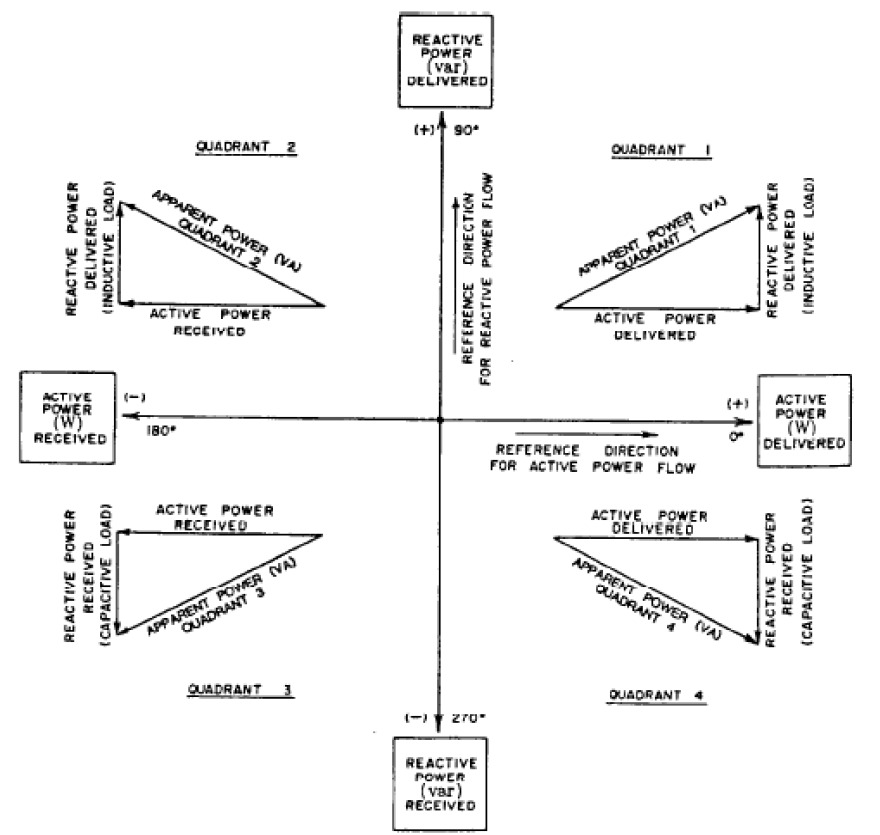 REACTIVE
POWER
(var)
DELIVERED
(+) 90°
QUADRANT 2
QUADRANT 1
REACTIVE POWER
DELIVERED
(INDUCTIVE LOAD)
APPARENT POWER (VA)
QUADRANT 2
ACTIVE POWER
RECEIVED
REFERENCE DIRECTION
FOR REACTIVE POWER FLOW
APPARENT POWER (VA)
QUADRANT 1
ACTIVE POWER
DELIVERED
REACTIVE POWER
DELIVERED
(INDUCTIVE LOAD)
ACTIVE
POWER
(W)
RECEIVED
(−)
180°
(+)
0°
ACTIVE
POWER
(W)
DELIVERED
REFERENCE DIRECTION
FOR ACTIVE POWER FLOW
REACTIVE POWER
RECEIVED
(CAPACITIVE LOAD)
ACTIVE POWER
RECEIVED
APPARENT POWER (VA)
QUADRANT 3
ACTIVE POWER
DELIVERED
APPARENT POWER (VA)
QUADRANT 4
REACTIVE POWER
RECEIVED
(CAPACITIVE LOAD)
QUADRANT 3
QUADRANT 4
(−) 270°
REACTIVE
POWER
(var)
RECEIVED